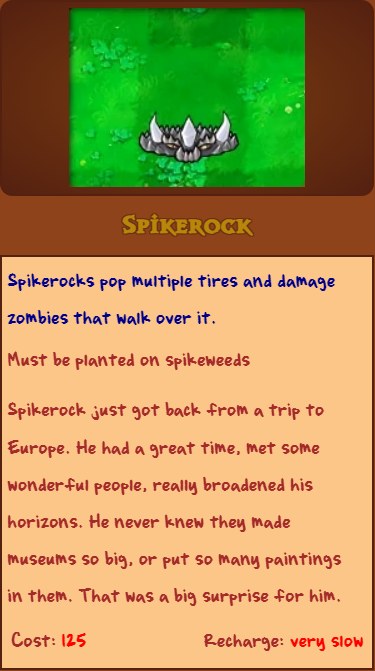 Spikerock
Spikerocks pop multiple tires and damage
zombies that walk over it.
Must be planted on spikeweeds
Spikerock just got back from a trip to
Europe. He had a great time, met some
wonderful people, really broadened his
horizons. He never knew they made
museums so big, or put so many paintings
in them. That was a big surprise for him.
Cost: 125 Recharge: very slow